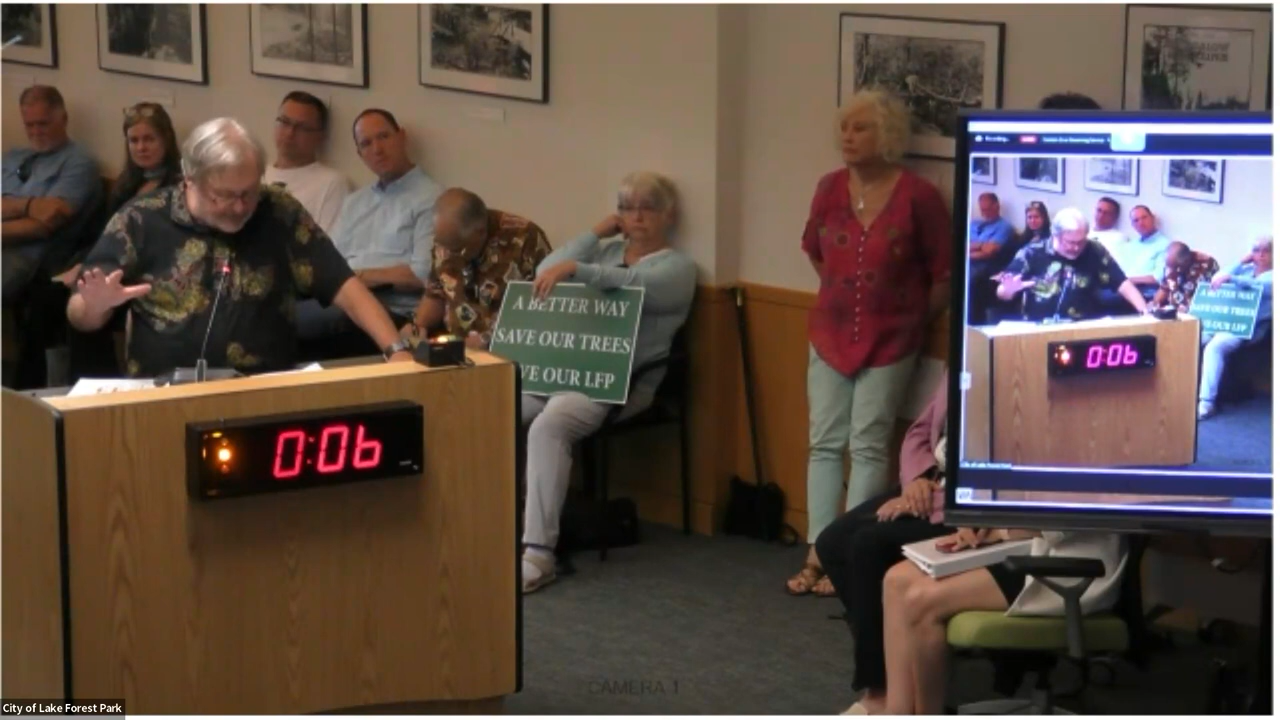 A BETTER WAY
SAVE OUR TREES
VE OUR LFP
0:06
0:06
A BETTER WAY
SAVE OUR TREES
VE OUR LFP
CAMERA 1
City of Lake Forest Park